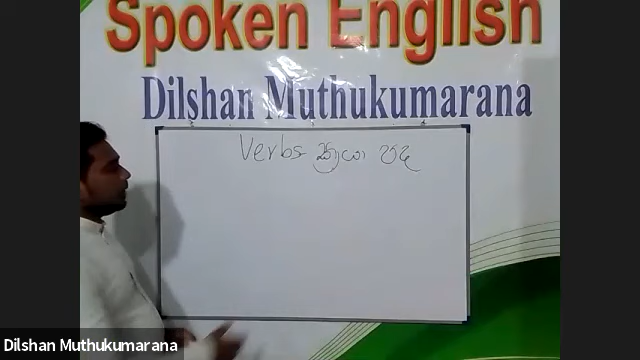 Spoken English
Dilshan Muthukumarana
Verbs ක්‍රියා පද
Dilshan Muthukumarana